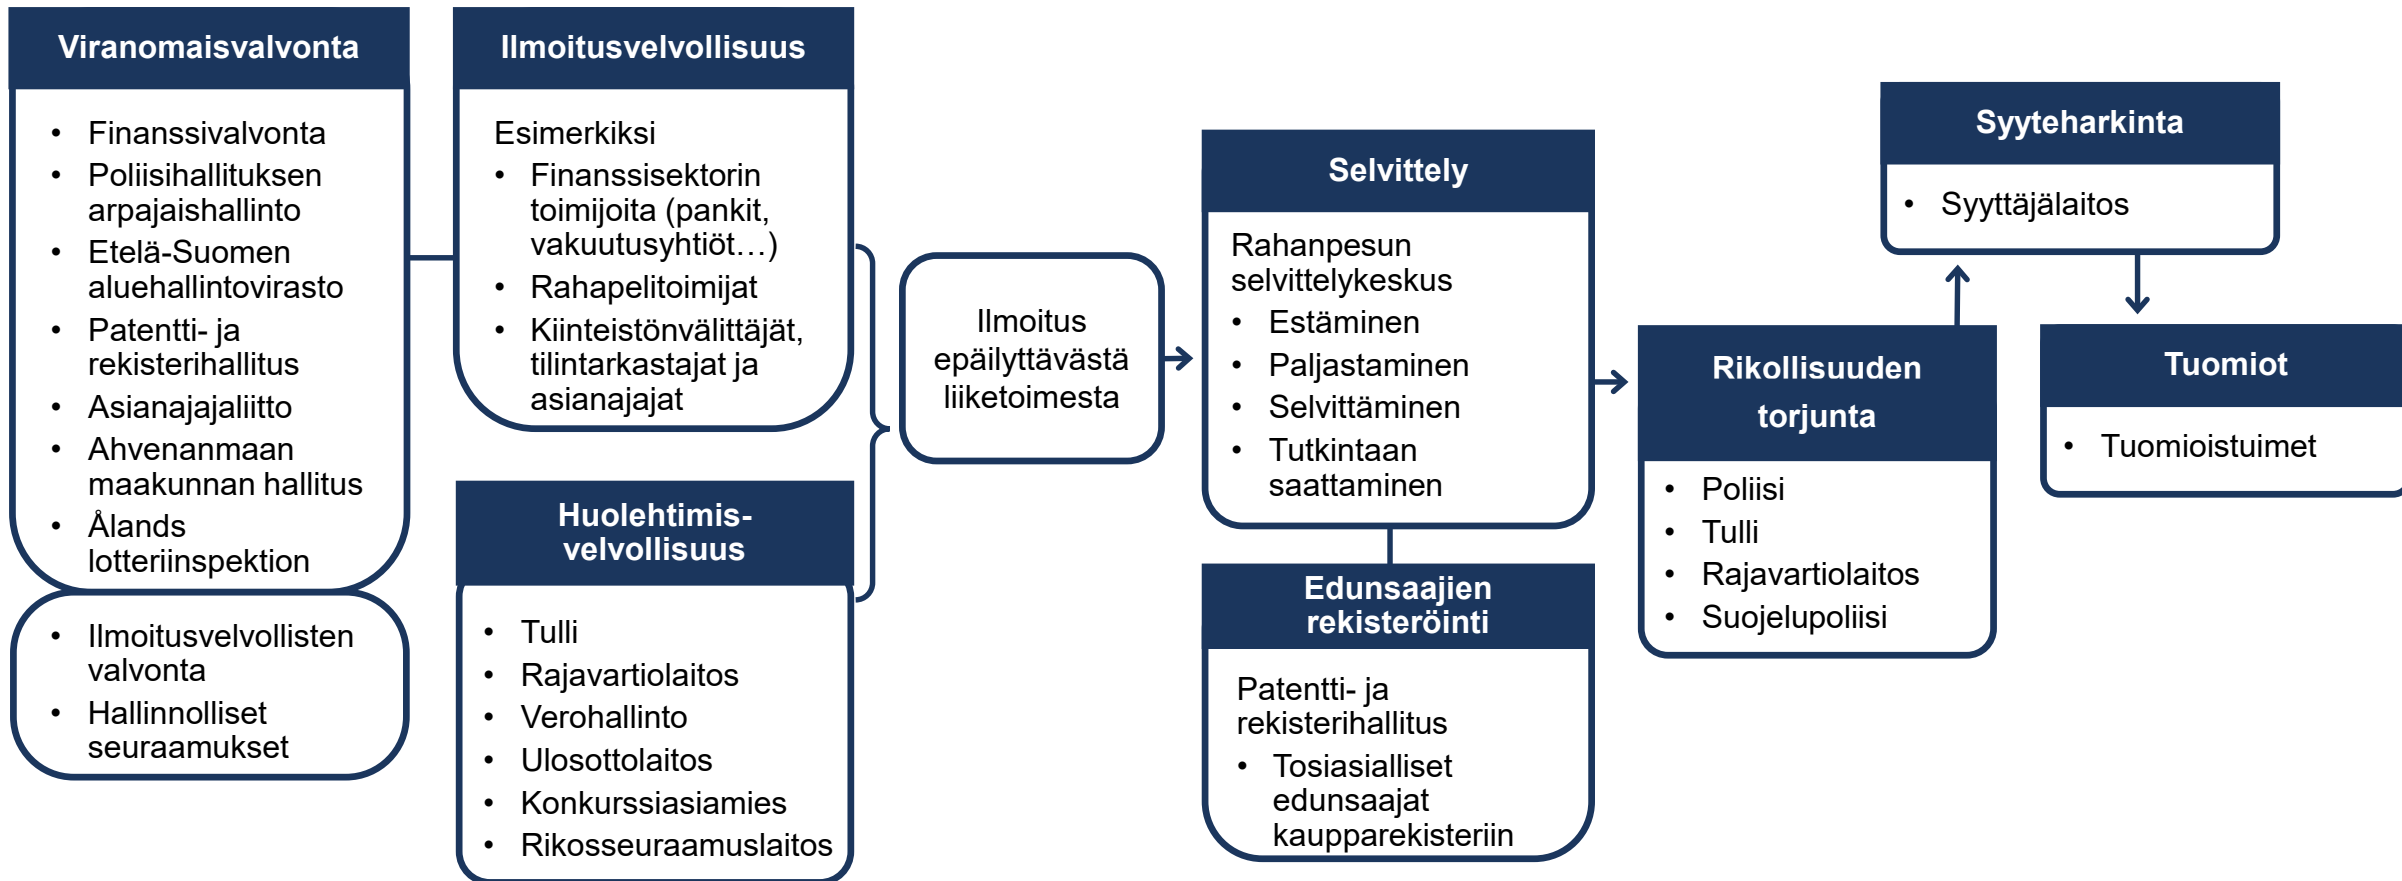 Viranomaisvalvonta
• Finanssivalvonta
• Poliisihallituksen
arpajaishallinto
• Etelä-Suomen
aluehallintovirasto
• Patentti- ja
rekisterihallitus
• Asianajajaliitto
• Ahvenanmaan
maakunnan hallitus
• Ålands
lotteriinspektion
• Ilmoitusvelvollisten
valvonta
• Hallinnolliset
seuraamukset
Ilmoitusvelvollisuus
Esimerkiksi
• Finanssisektorin
toimijoita (pankit,
vakuutusyhtiöt…)
• Rahapelitoimijat
• Kiinteistönvälittäjät,
tilintarkastajat ja
asianajajat
Huolehtimis-
velvollisuus
• Tulli
• Rajavartiolaitos
• Verohallinto
• Ulosottolaitos
• Konkurssiasiamies
• Rikosseuraamuslaitos
Ilmoitus
epäilyttävästä
liiketoimesta
Selvittely
Rahanpesun
selvittelykeskus
• Estäminen
• Paljastaminen
• Selvittäminen
• Tutkintaan
saattaminen
Edunsaajien
rekisteröinti
Patentti- ja
rekisterihallitus
• Tosiasialliset
edunsaajat
kaupparekisteriin
Rikollisuuden
torjunta
• Poliisi
• Tulli
• Rajavartiolaitos
• Suojelupoliisi
Syyteharkinta
• Syyttäjälaitos
Tuomiot
• Tuomioistuimet